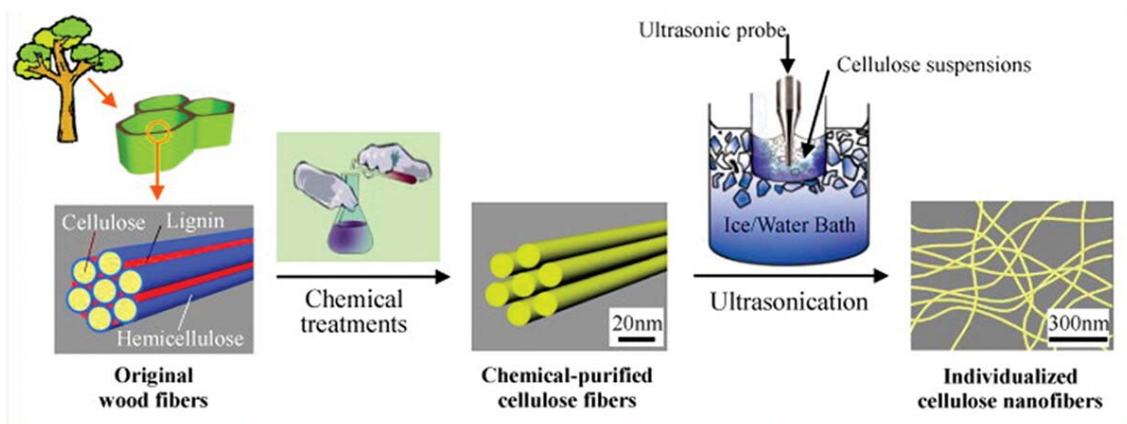 Ultrasonic probe
Cellulose suspensions
Cellulose
Lignin
Hemicellulose
Chemical
treatments
Ice/Water Bath
Ultrasonication
20nm
300nm
Original
wood fibers
Chemical-purified
cellulose fibers
Individualized
cellulose nanofibers